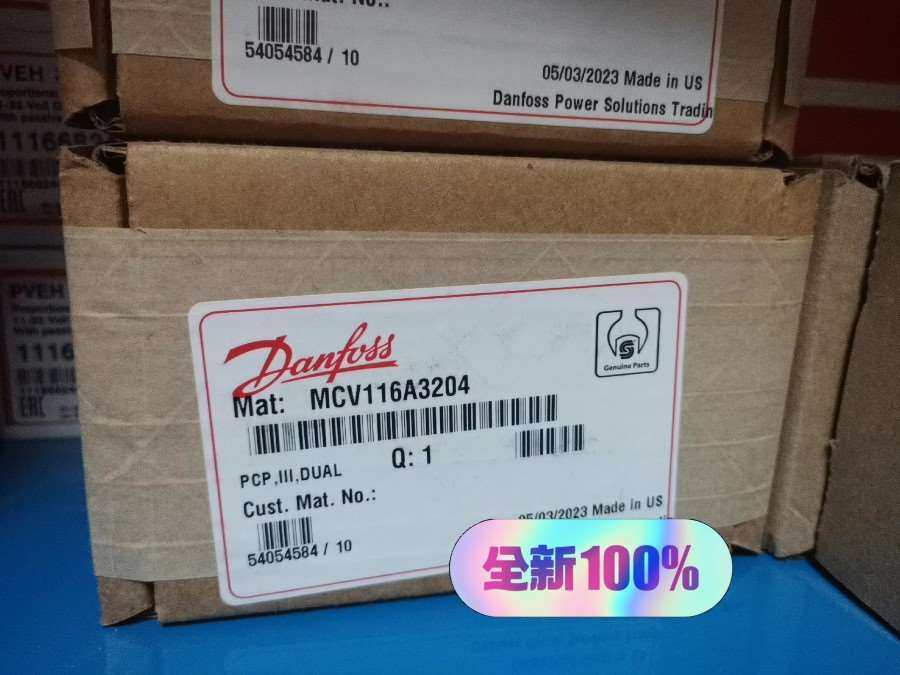 54054584 / 10
05/03/2023 Made in US
Danfoss Power Solutions Tradin
PVEH
11166
PVEH
1116
EAC
Danfoss
Genuine Parts
Mat: MCV116A3204
Q: 1
PCP,III,DUAL
Cust. Mat. No.:
05/03/2023 Made in US
54054584 / 10
全新100%